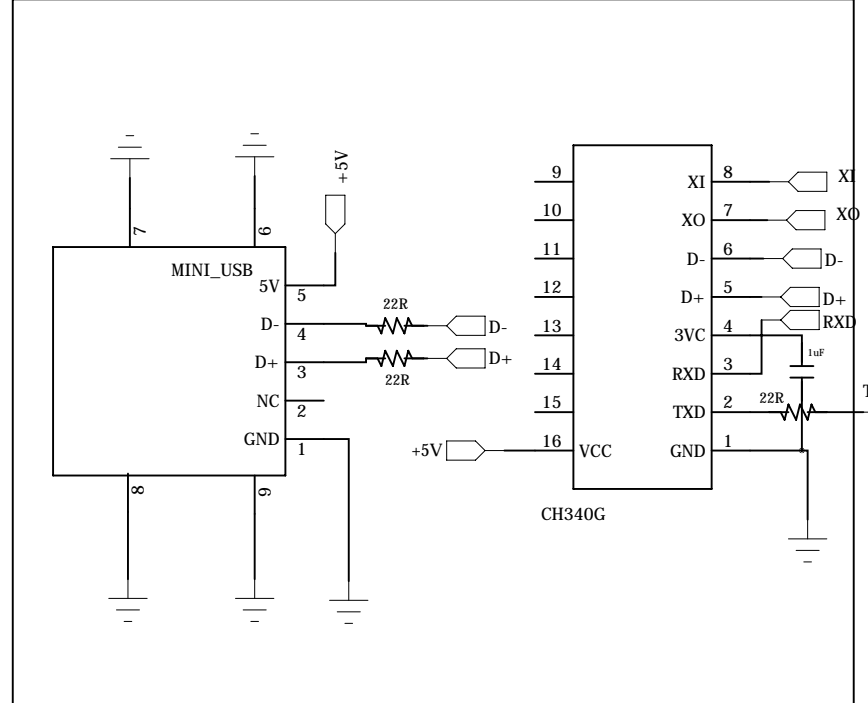 +5V
7
6
MINI_USB
5V
5
D-
4
22R
D-
D+
3
22R
D+
NC
2
GND
1
8
9
9
XI
8
XI
10
XO
7
XO
11
D-
6
D-
12
D+
5
D+
RXD
13
3VC
4
1uF
14
RXD
3
15
TXD
2
22R
T
+5V
16
VCC
GND
1
CH340G